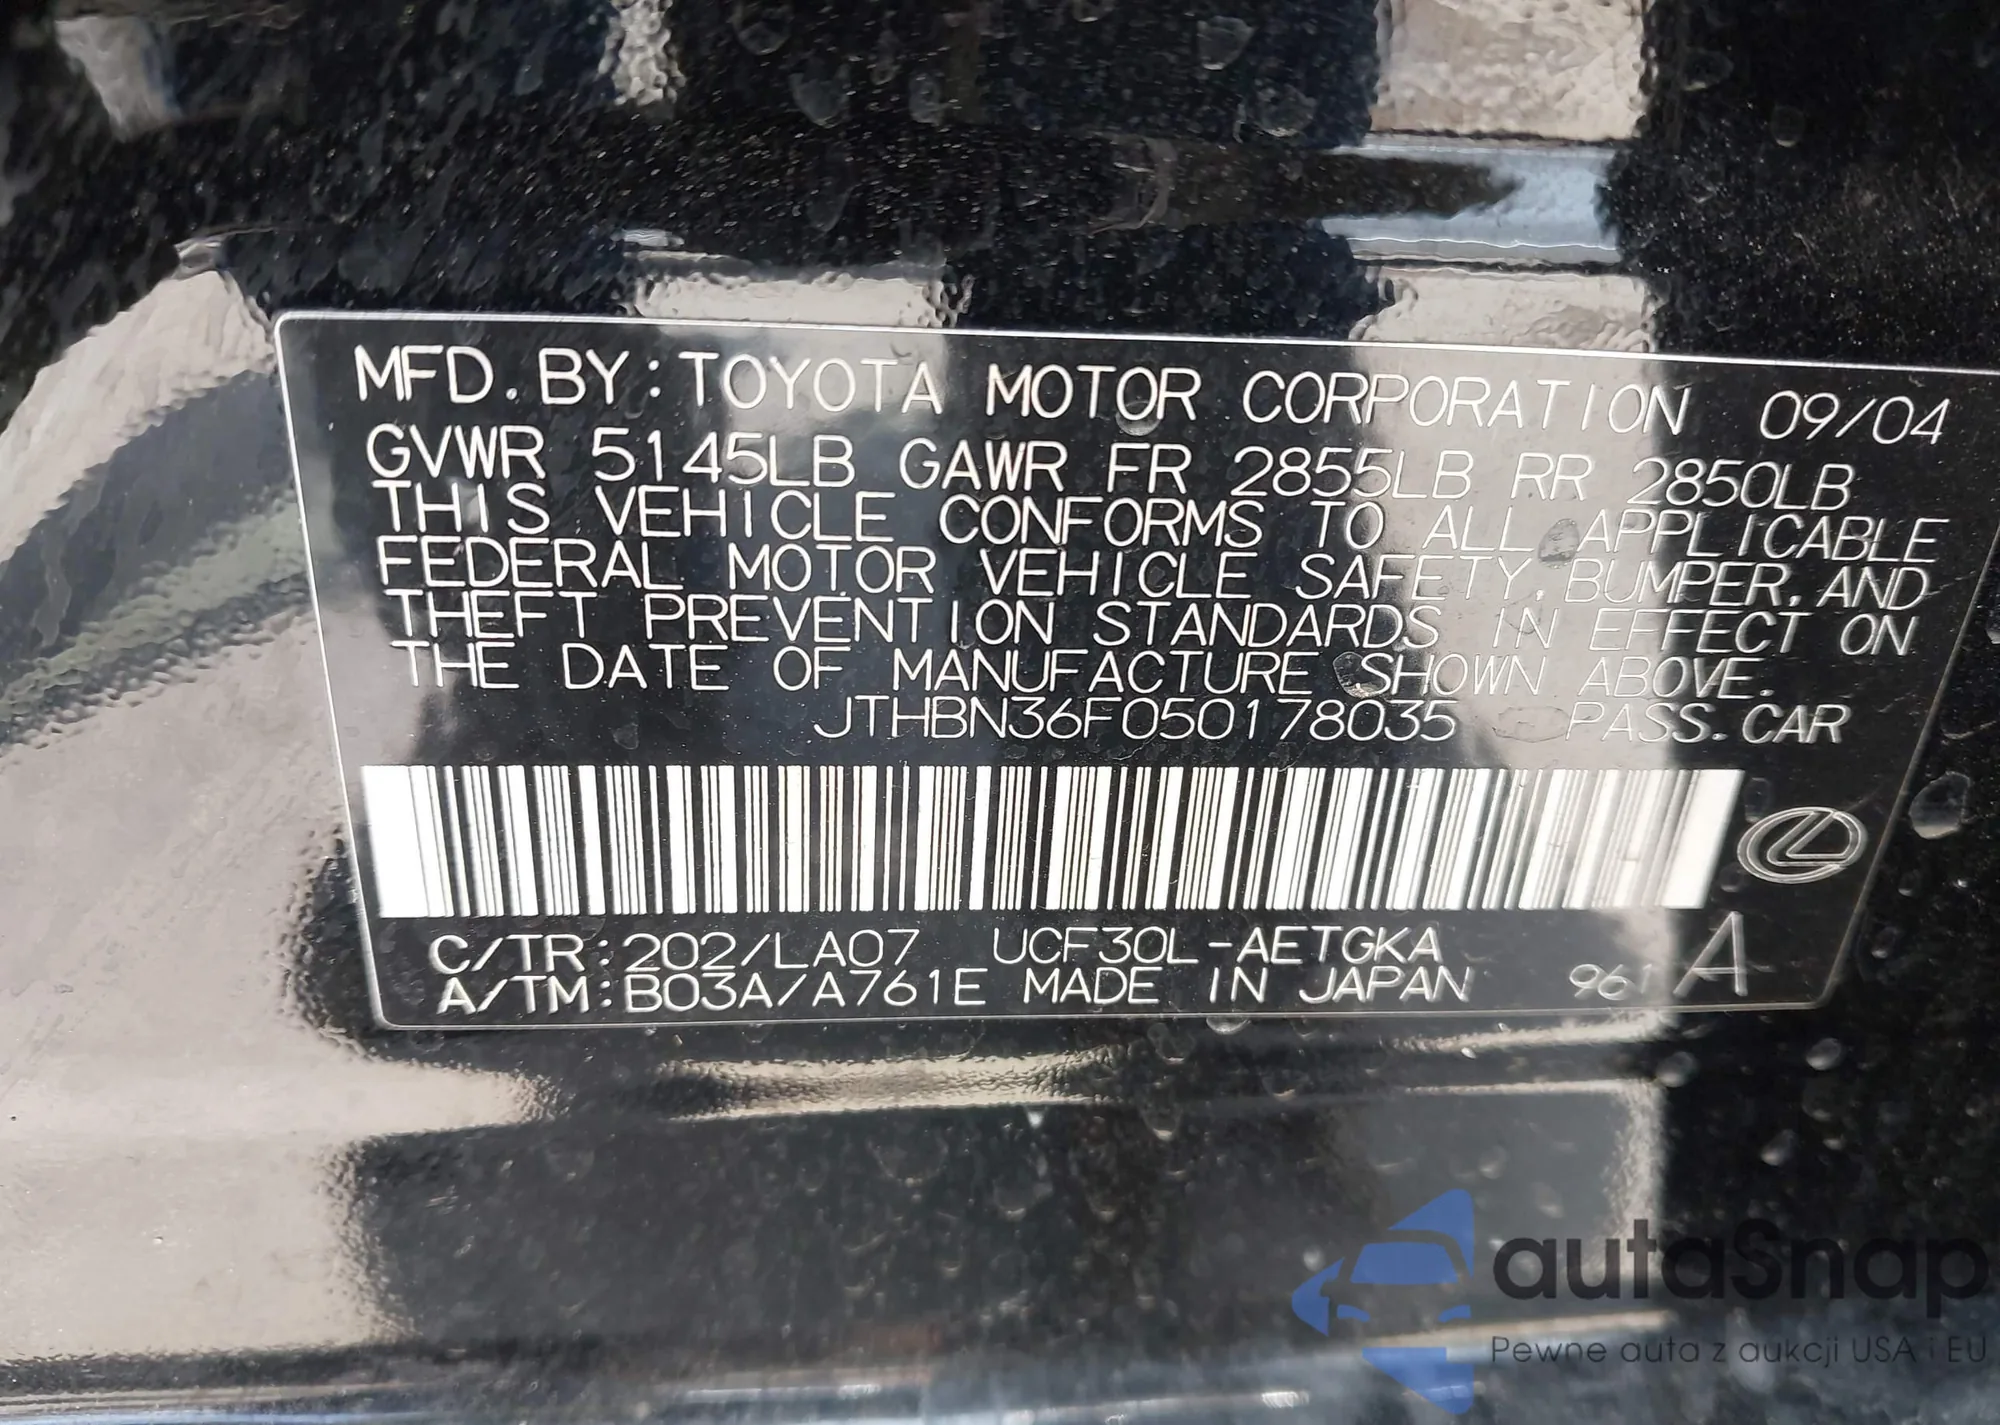 MFD. BY: TOYOTA MOTOR CORPORATION 09/04
GVWR 5145LB GAWR FR 2855LB RR 2850LB
THIS VEHICLE CONFORMS TO ALL APPLICABLE
FEDERAL MOTOR VEHICLE SAFETY, BUMPER, AND
THEFT PREVENTION STANDARDS IN EFFECT ON
THE DATE OF MANUFACTURE SHOWN ABOVE.
JTHBN36F050178035 PASS. CAR
C/TR: 202/LA07 UCF30L-AETGKA
A/TM: B03A/A761E MADE IN JAPAN 961 A
autaSnap
Pewne auta z aukcji USA i EU